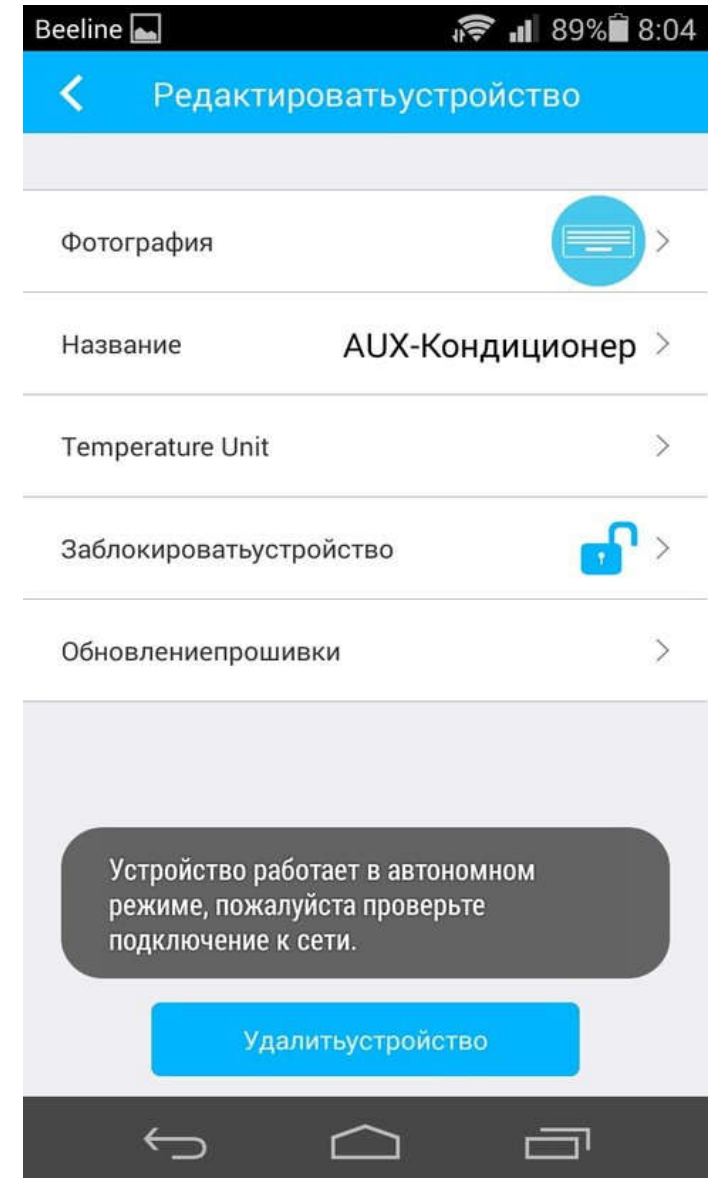 Beeline 89% 8:04
Редактироватьустройство
Фотография
Название AUX-Кондиционер
Temperature Unit
Заблокироватьустройство
Обновлениепрошивки
Устройство работает в автономном
режиме, пожалуйста проверьте
подключение к сети.
Удалитьустройство